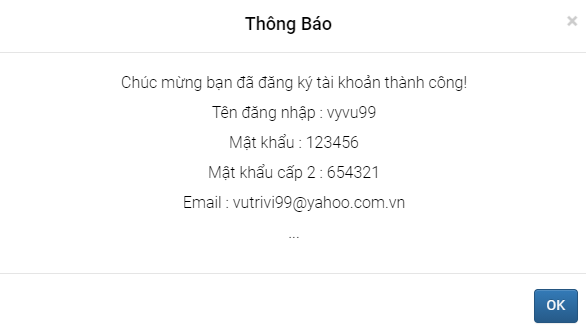 Thông Báo
×
Chúc mừng bạn đã đăng ký tài khoản thành công!
Tên đăng nhập : vyvu99
Mật khẩu : 123456
Mật khẩu cấp 2 : 654321
Email : vutrivi99@yahoo.com.vn
...
OK